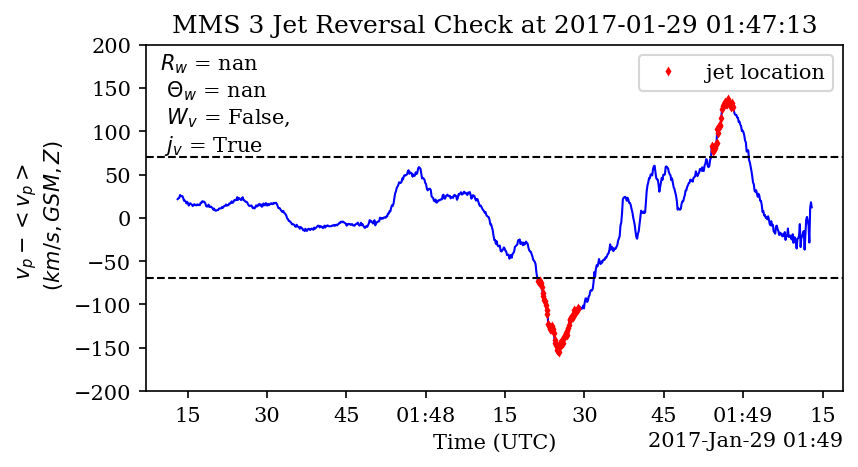 MMS 3 Jet Reversal Check at 2017-01-29 01:47:13
R_w = nan
Θ_w = nan
W_v = False,
j_v = True
jet location
200
150
100
50
0
−50
−100
−150
−200
v_p − <v_p>
(km/s, GSM, Z)
15 30 45 01:48 15 30 45 01:49 15
Time (UTC)
2017-Jan-29 01:49